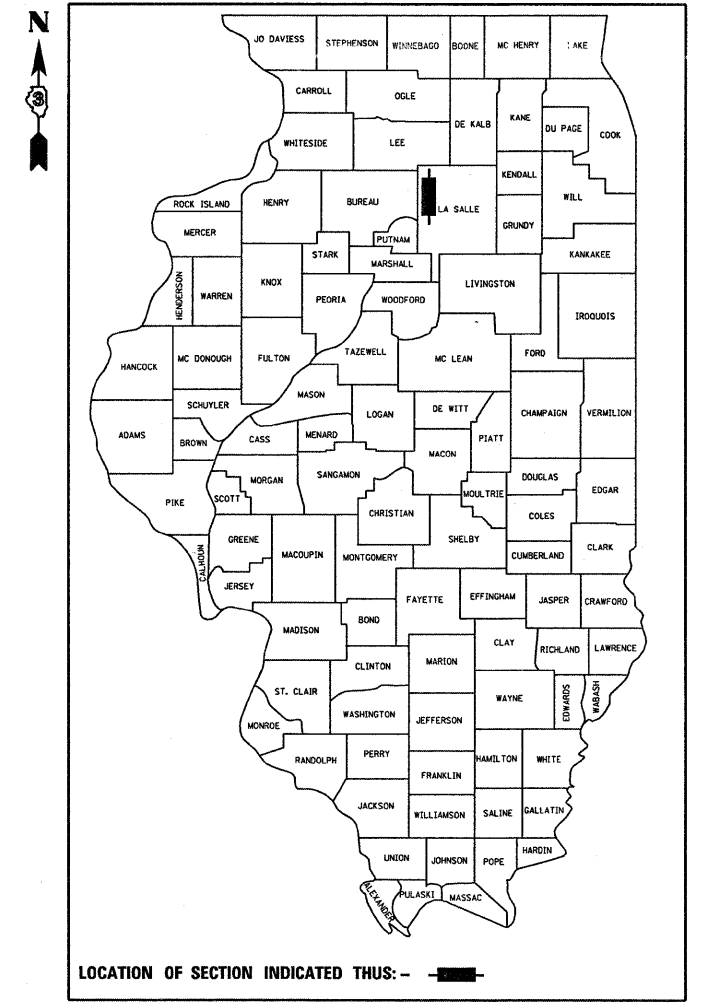 N
3
JO DAVIESS
STEPHENSON
WINNEBAGO
BOONE
MC HENRY
LAKE
CARROLL
OGLE
DE KALB
KANE
DU PAGE
COOK
WHITESIDE
LEE
KENDALL
WILL
ROCK ISLAND
HENRY
BUREAU
LA SALLE
GRUNDY
MERCER
PUTNAM
STARK
MARSHALL
KANKAKEE
HENDERSON
WARREN
KNOX
PEORIA
WOODFORD
LIVINGSTON
IROQUOIS
HANCOCK
MC DONOUGH
FULTON
TAZEWELL
MC LEAN
FORD
MASON
SCHUYLER
LOGAN
DE WITT
CHAMPAIGN
VERMILION
ADAMS
BROWN
CASS
MENARD
PIATT
MACON
MORGAN
SANGAMON
DOUGLAS
EDGAR
PIKE
SCOTT
CHRISTIAN
MOULTRIE
COLES
GREENE
MACOUPIN
MONTGOMERY
SHELBY
CUMBERLAND
CLARK
CALHOUN
JERSEY
FAYETTE
EFFINGHAM
JASPER
CRAWFORD
MADISON
BOND
CLAY
RICHLAND
LAWRENCE
CLINTON
MARION
ST. CLAIR
WAYNE
EDWARDS
WABASH
MONROE
WASHINGTON
JEFFERSON
RANDOLPH
PERRY
HAMILTON
WHITE
FRANKLIN
JACKSON
WILLIAMSON
SALINE
GALLATIN
UNION
JOHNSON
POPE
HARDIN
ALEXANDER
PULASKI
MASSAC
LOCATION OF SECTION INDICATED THUS: -